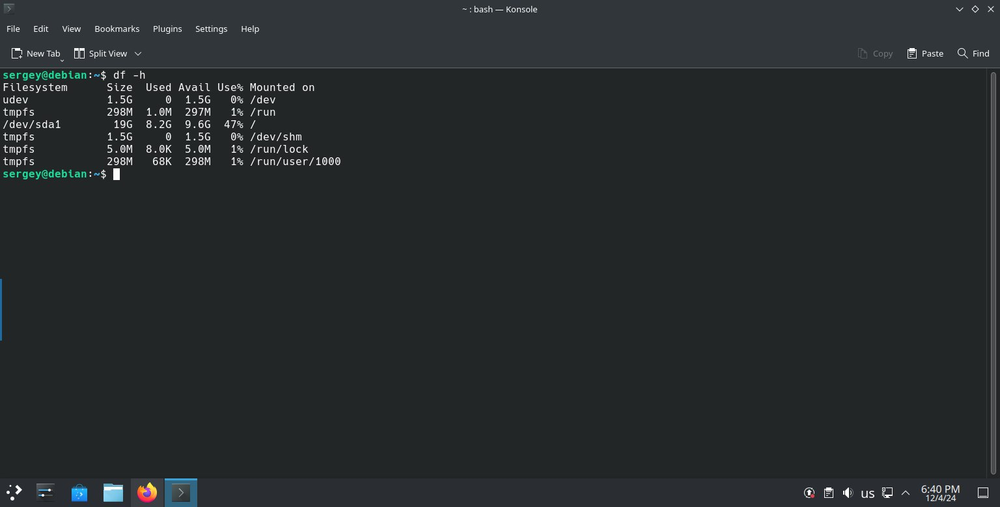 ~ : bash — Konsole
File Edit View Bookmarks Plugins Settings Help
New Tab Split View Copy Paste Find
sergey@debian:~$ df -h
Filesystem      Size  Used Avail Use% Mounted on
udev            1.5G     0  1.5G   0% /dev
tmpfs           298M  1.0M  297M   1% /run
/dev/sda1        19G  8.2G  9.6G  47% /
tmpfs           1.5G     0  1.5G   0% /dev/shm
tmpfs           5.0M  8.0K  5.0M   1% /run/lock
tmpfs           298M   68K  298M   1% /run/user/1000
sergey@debian:~$
us
6:40 PM
12/4/24